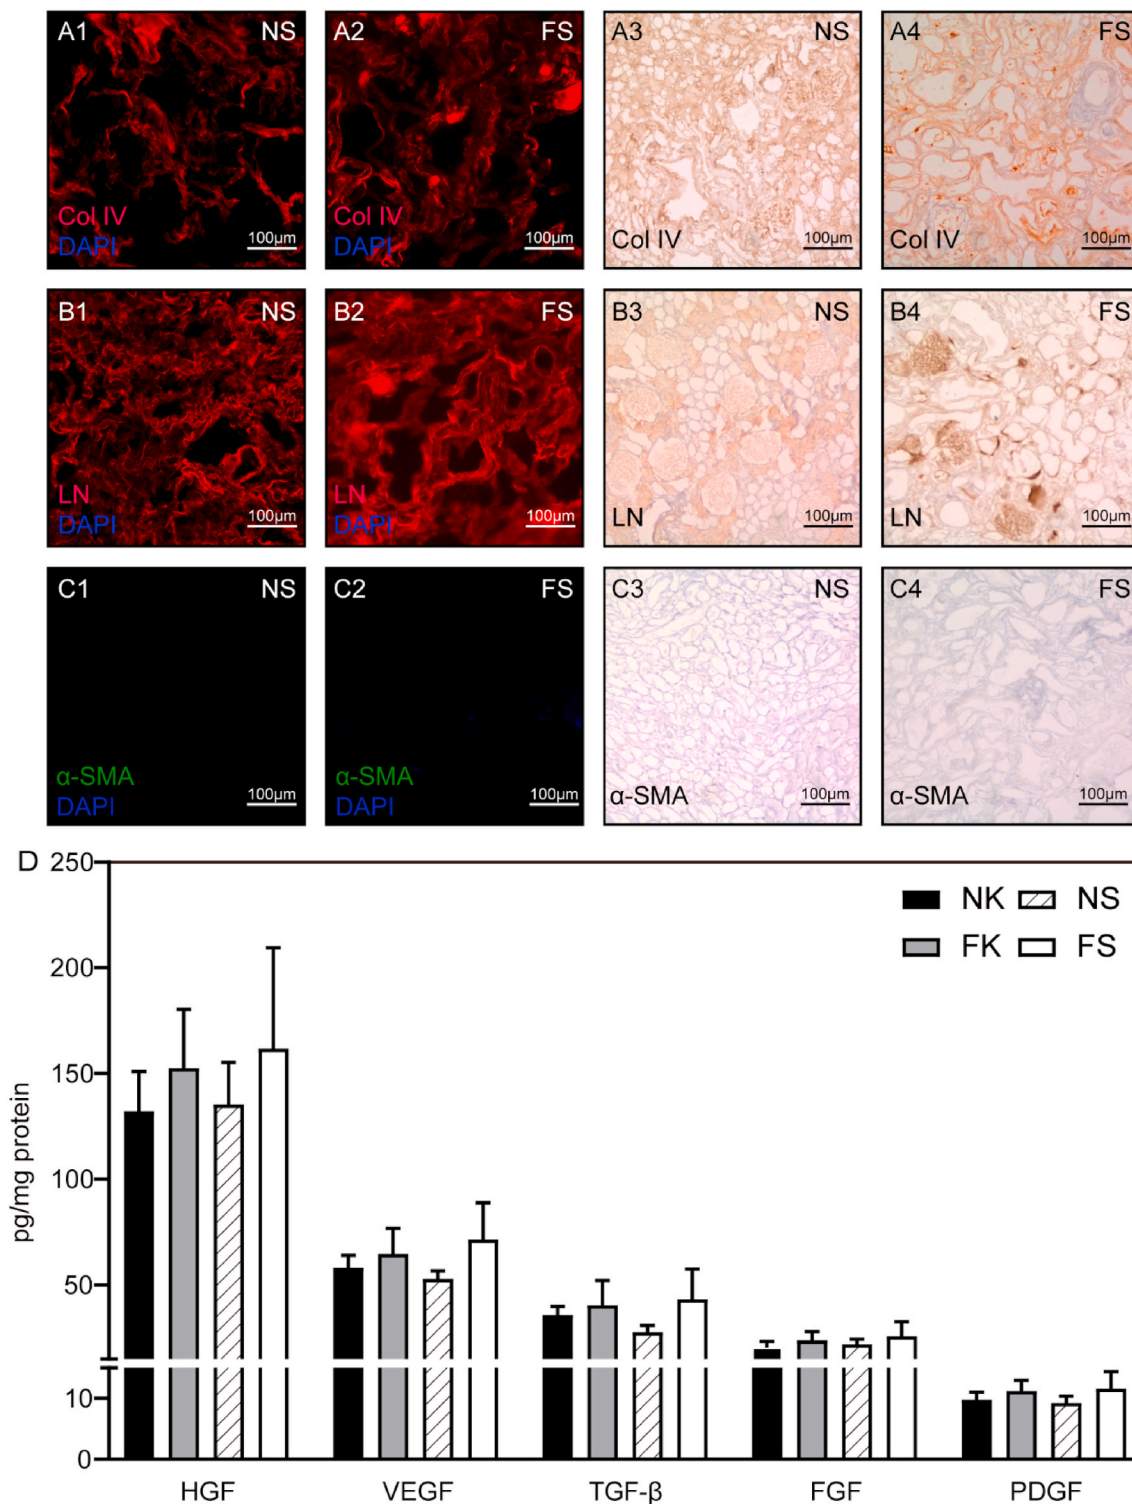 A1 NS
Col IV
DAPI
100µm
A2 FS
Col IV
DAPI
100µm
A3 NS
Col IV
100µm
A4 FS
Col IV
100µm
B1 NS
LN
DAPI
100µm
B2 FS
LN
DAPI
100µm
B3 NS
LN
100µm
B4 FS
LN
100µm
C1 NS
α-SMA
DAPI
100µm
C2 FS
α-SMA
DAPI
100µm
C3 NS
α-SMA
100µm
C4 FS
α-SMA
100µm
D
250
200
150
100
50
10
0
pg/mg protein
NK NS
FK FS
HGF VEGF TGF-β FGF PDGF